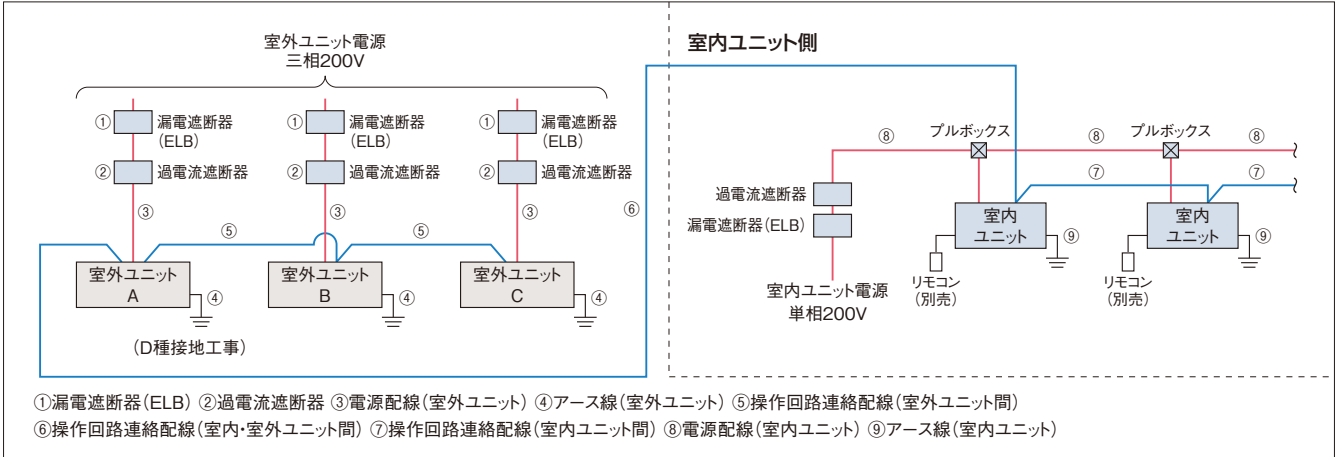 室外ユニット電源
三相200V
① 漏電遮断器
(ELB)
① 漏電遮断器
(ELB)
① 漏電遮断器
(ELB)
② 過電流遮断器
② 過電流遮断器
② 過電流遮断器
③
③
③
⑤
⑤
⑥
室外ユニット
A
④
室外ユニット
B
④
室外ユニット
C
④
(D種接地工事)
室内ユニット側
プルボックス
プルボックス
⑧
⑧
⑧
過電流遮断器
漏電遮断器(ELB)
⑦
⑦
室内
ユニット
⑨
室内
ユニット
⑨
リモコン
(別売)
リモコン
(別売)
室内ユニット電源
単相200V
①漏電遮断器(ELB) ②過電流遮断器 ③電源配線(室外ユニット) ④アース線(室外ユニット) ⑤操作回路連絡配線(室外ユニット間)
⑥操作回路連絡配線(室内・室外ユニット間) ⑦操作回路連絡配線(室内ユニット間) ⑧電源配線(室内ユニット) ⑨アース線(室内ユニット)